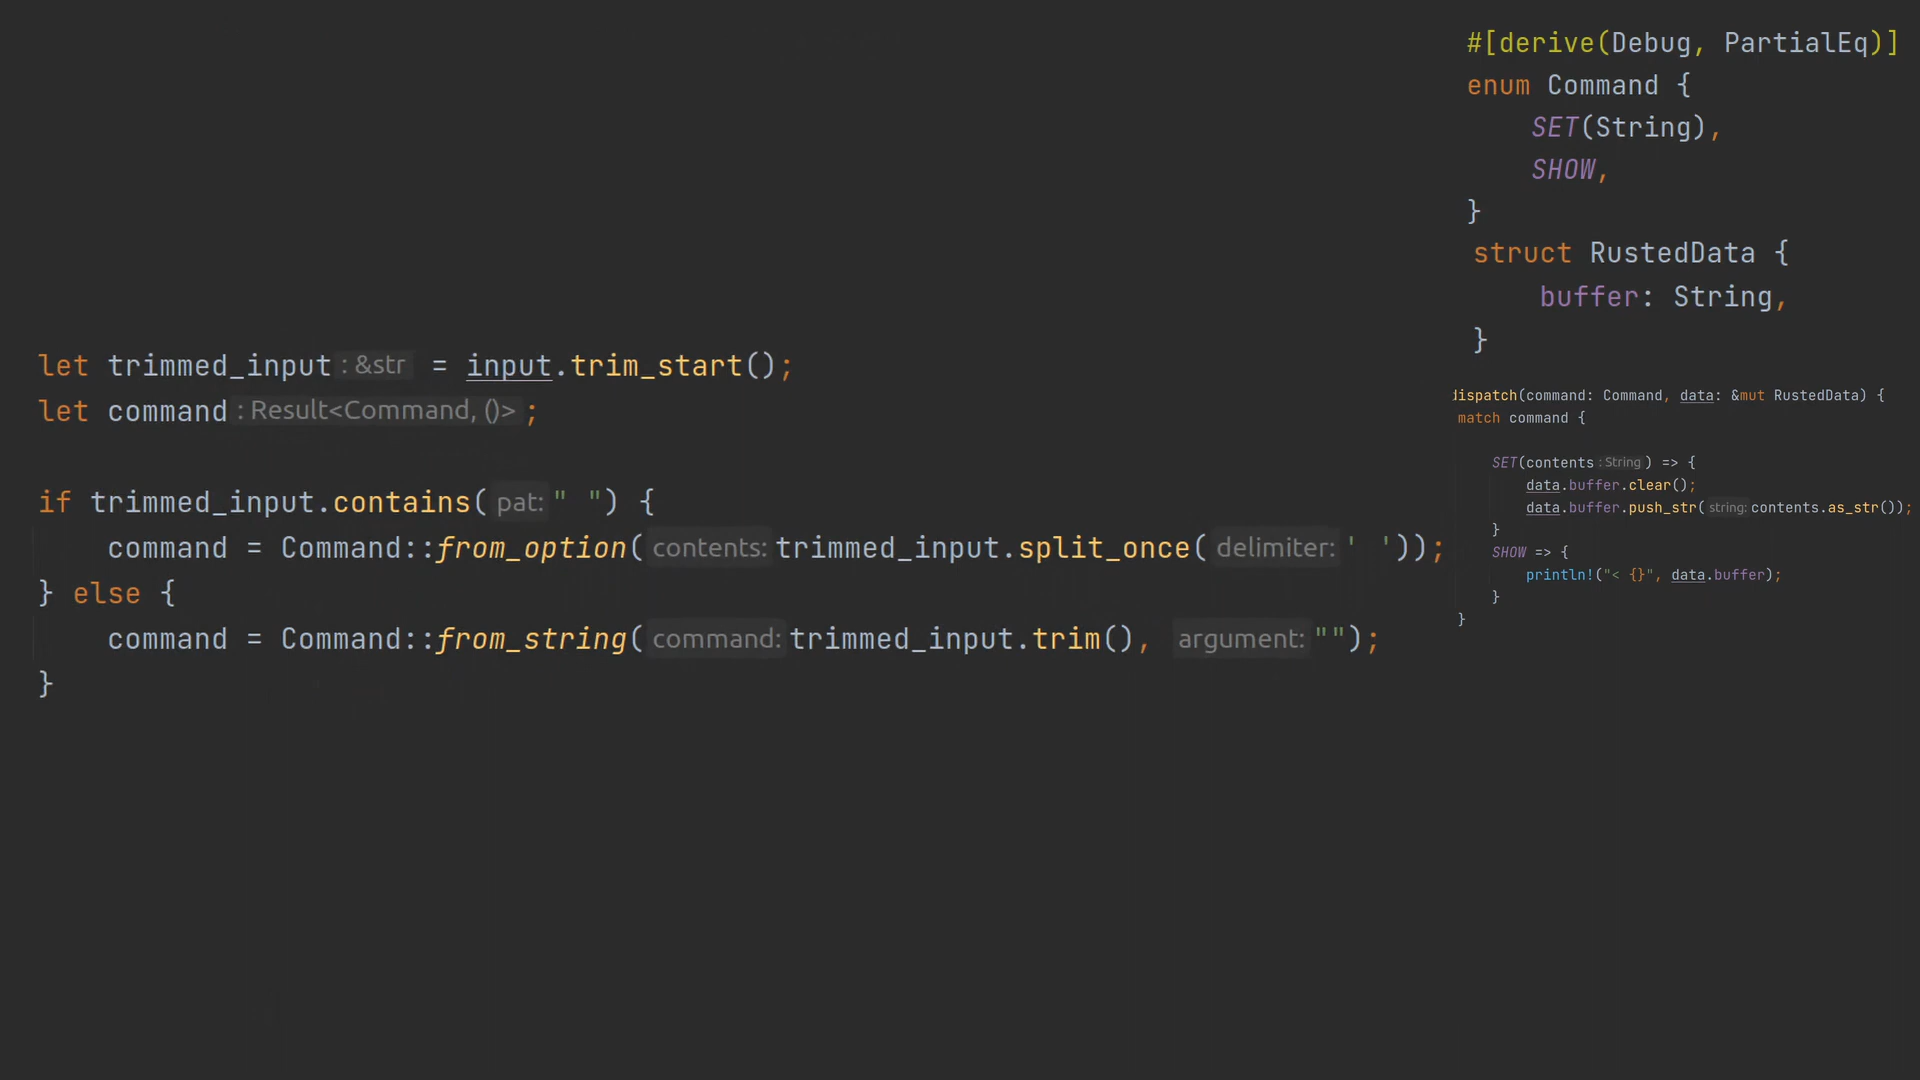 let trimmed_input: &str = input.trim_start();
let command: Result<Command, ()>;
if trimmed_input.contains(pat: " ") {
command = Command::from_option(contents: trimmed_input.split_once(delimiter: ' '));
} else {
command = Command::from_string(command: trimmed_input.trim(), argument: "");
}
#[derive(Debug, PartialEq)]
enum Command {
SET(String),
SHOW,
}
struct RustedData {
buffer: String,
}
dispatch(command: Command, data: &mut RustedData) {
match command {
SET(contents: String) => {
data.buffer.clear();
data.buffer.push_str(string: contents.as_str());
}
SHOW => {
println!("< {}", data.buffer);
}
}